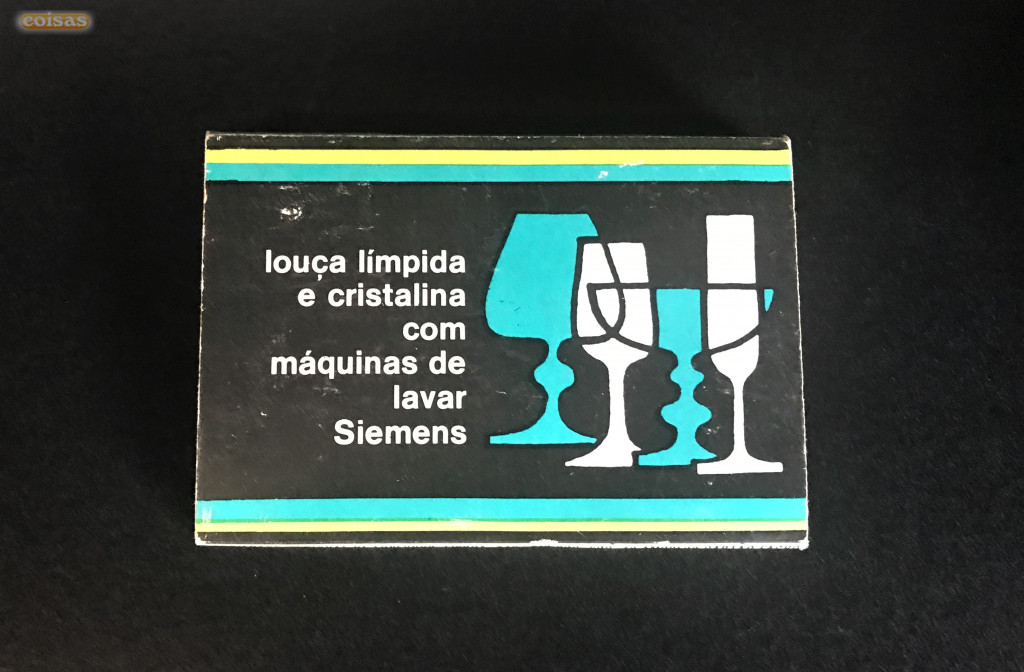 coisas
louça límpida
e cristalina
com
máquinas de
lavar
Siemens